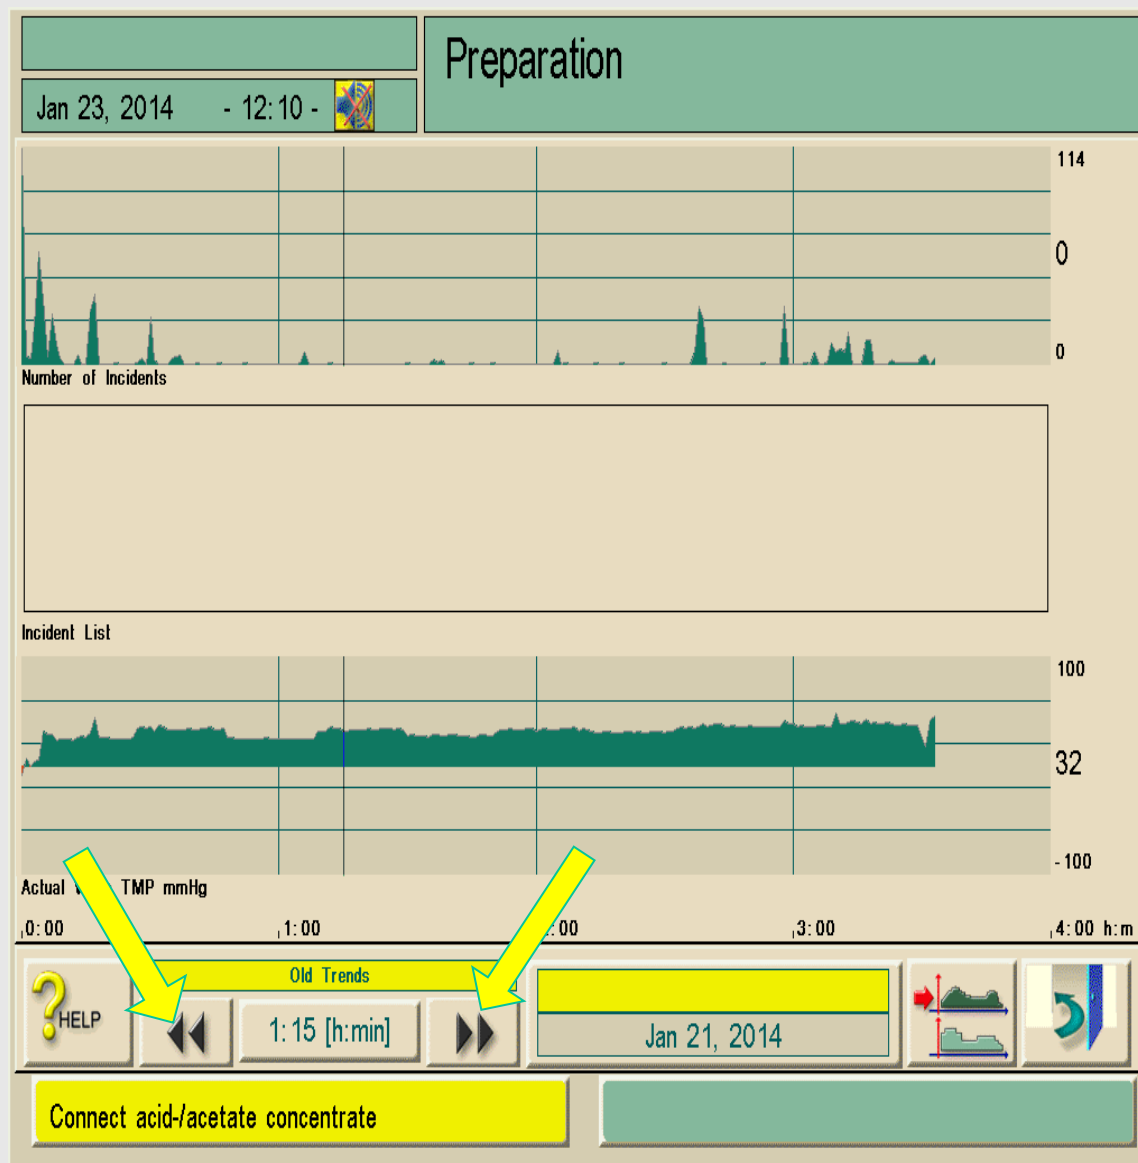 Preparation
Jan 23, 2014 - 12:10 -
114
0
0
Number of Incidents
Incident List
100
32
-100
Actual TMP mmHg
0:00 1:00 :00 3:00 4:00 h:m
Old Trends
HELP
1:15 [h:min]
Jan 21, 2014
Connect acid-/acetate concentrate